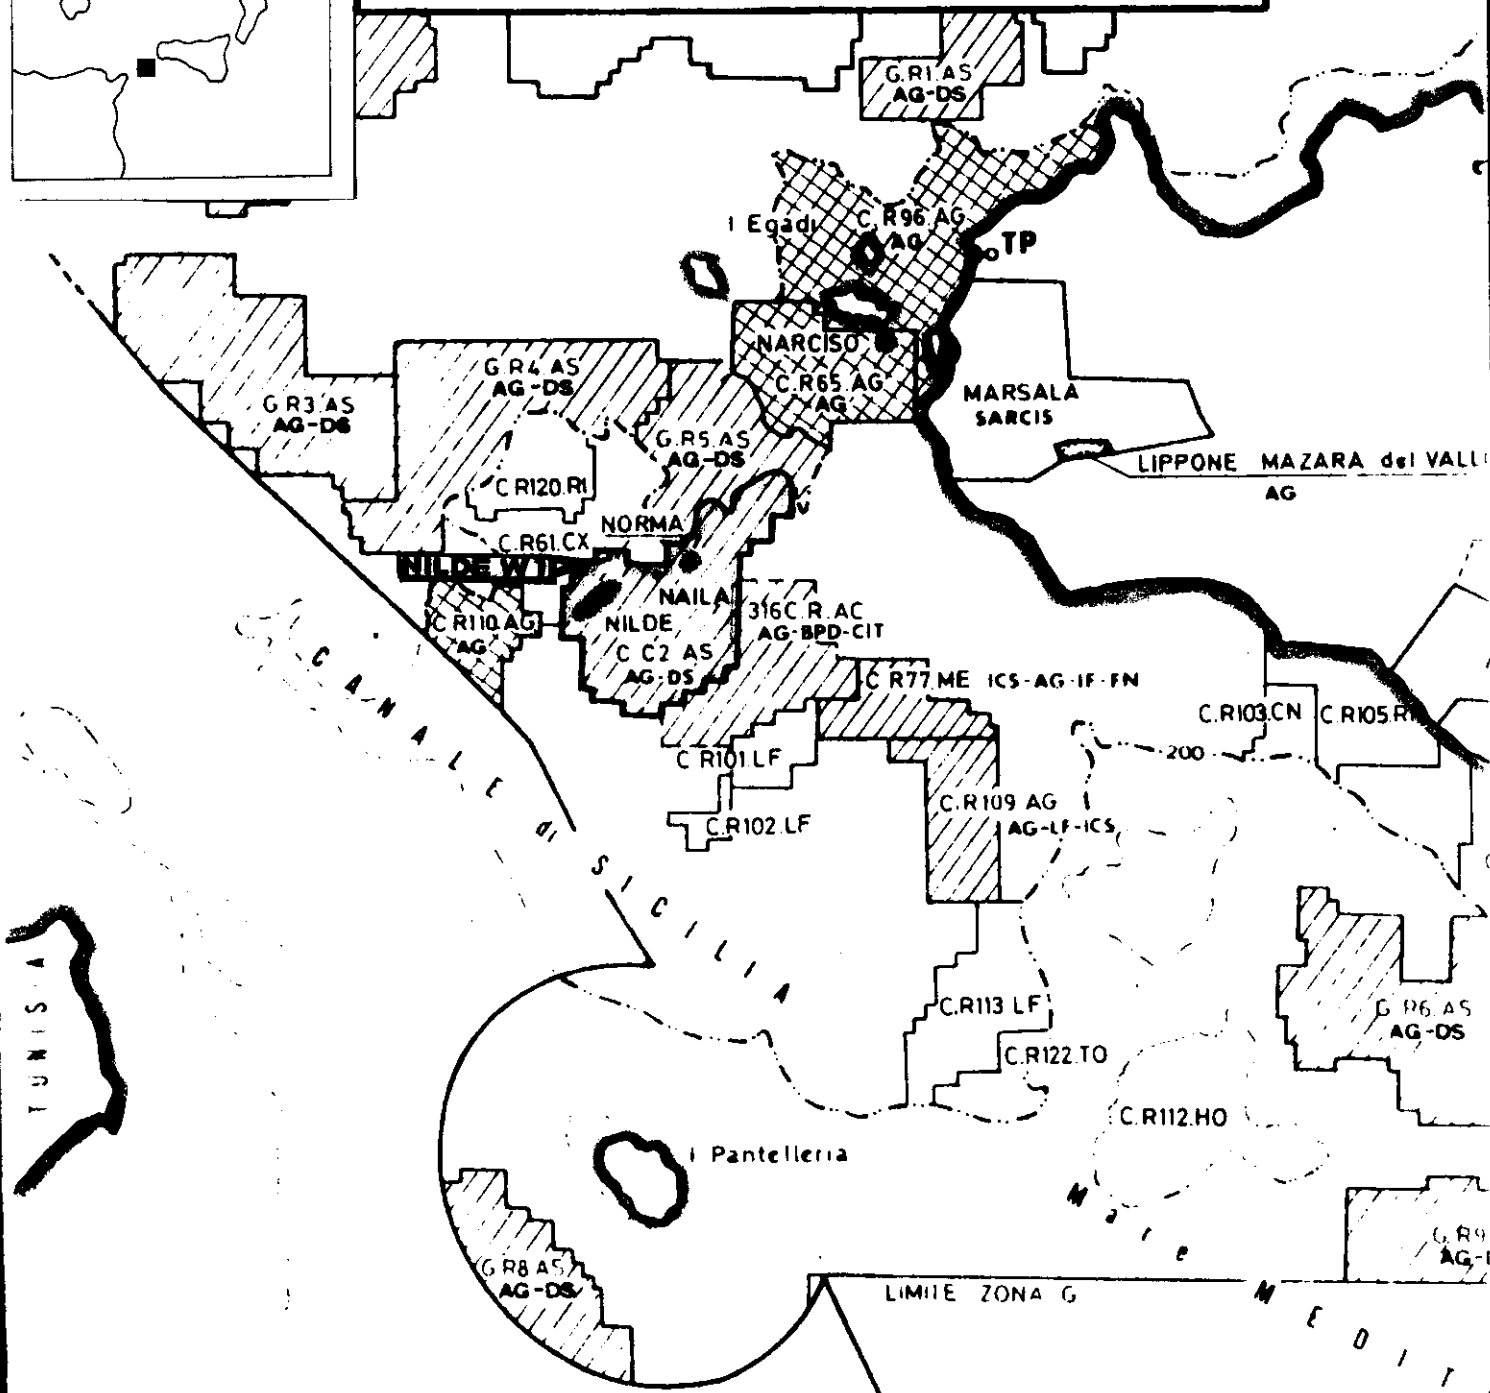 G.R1.AS
AG-DS
I Egadi
C.R96.AG
AG
TP
NARCISO
C.R65.AG
AG
G.R4.AS
AG-DS
G.R3.AS
AG-DS
MARSALA
SARCIS
G.R5.AS
AG-DS
LIPPONE MAZARA del
AG
C.R120.RI
NORMA
C.R61.CX
NILDE W 1P
NAILA
NILDE
316C.R.AC
AG-BPD-CIT
C.R110.AG
AG
C.C2.AS
AG-DS
C.R77.ME ICS-AG-IF-FN
C.R103.CN
C.R105.
200
C.R101.LF
C.R109.AG
AG-LF-ICS
C.R102.LF
CANALE di SICILIA
TUNISIA
C.R113.LF
G.R6.AS
AG-DS
C.R122.TO
C.R112.HO
I Pantelleria
Mare MEDIT
G.R9
G.R8.AS
AG-DS
LIMITE ZONA G